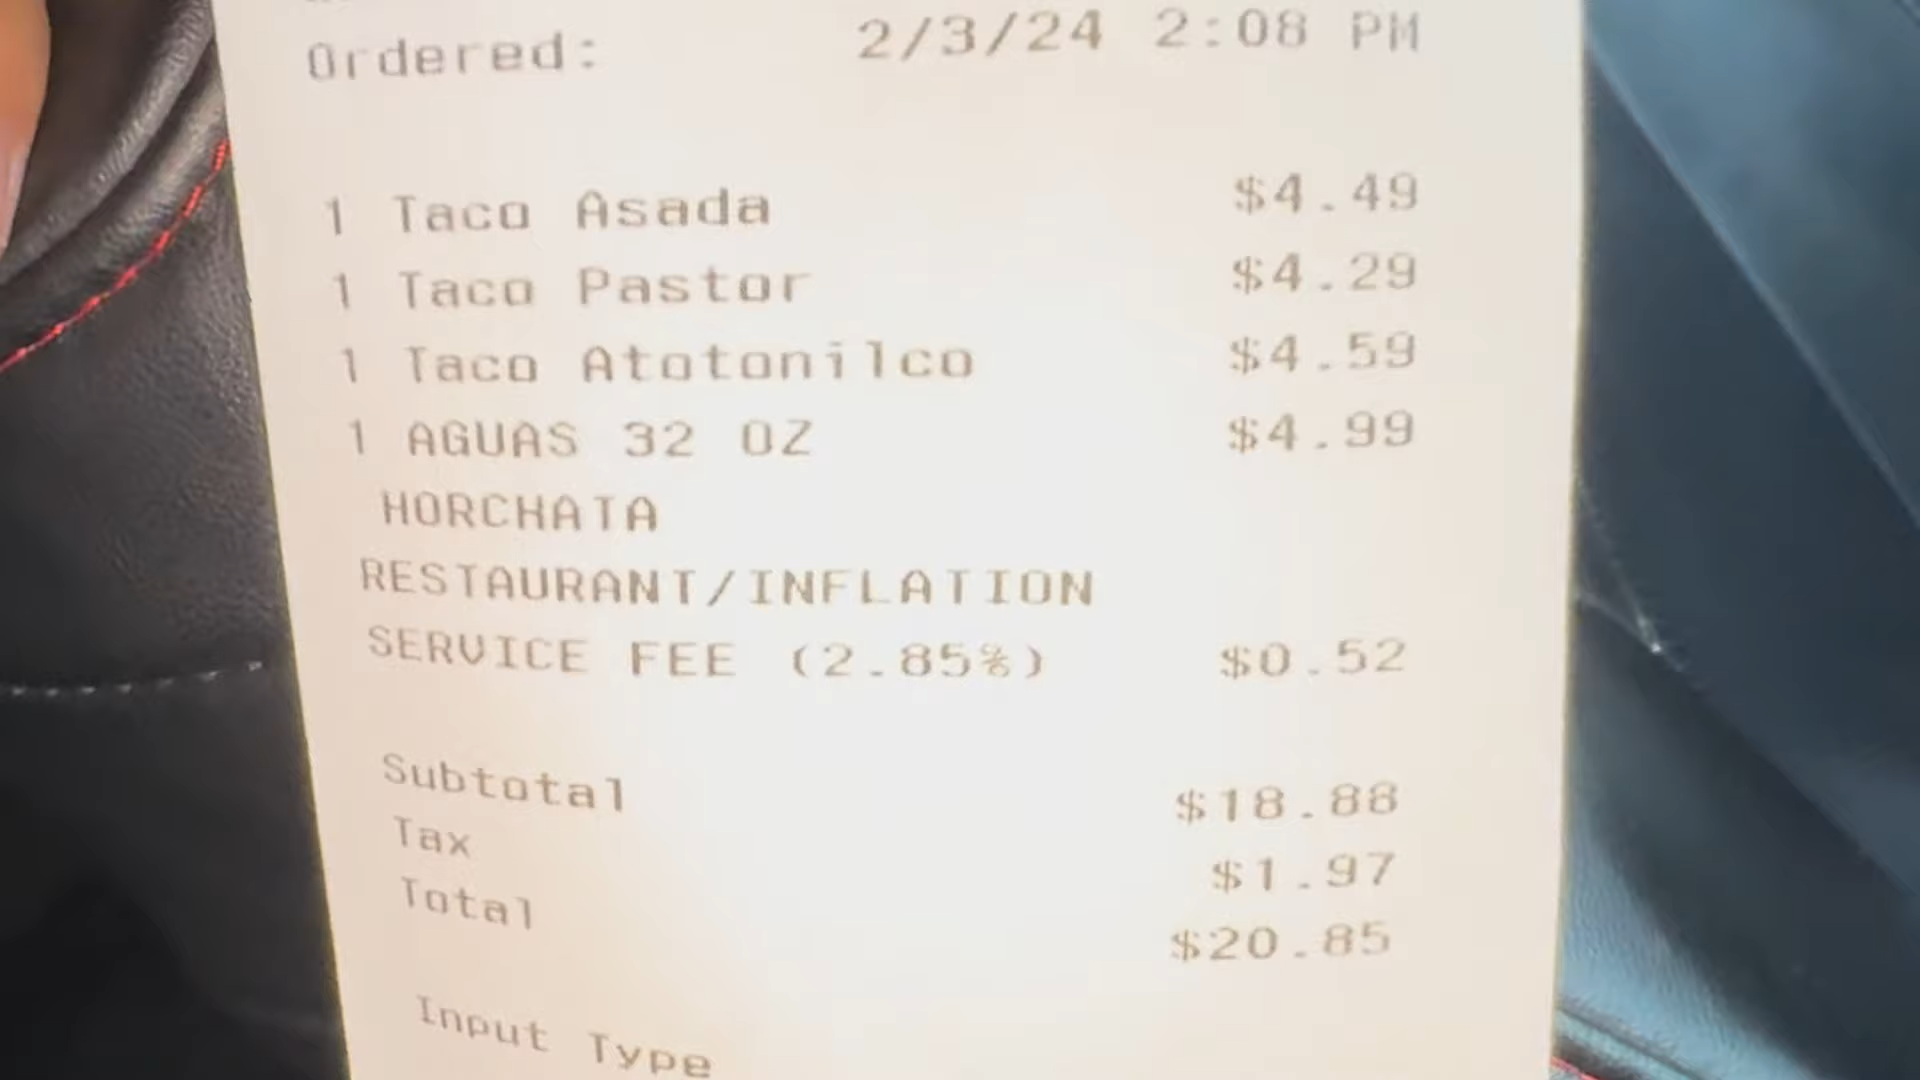 Ordered: 2/3/24 2:08 PM
1 Taco Asada $4.49
1 Taco Pastor $4.29
1 Taco Atotonilco $4.59
1 AGUAS 32 OZ $4.99
HORCHATA
RESTAURANT/INFLATION
SERVICE FEE (2.85%) $0.52
Subtotal $18.88
Tax $1.97
Total $20.85
Input Type